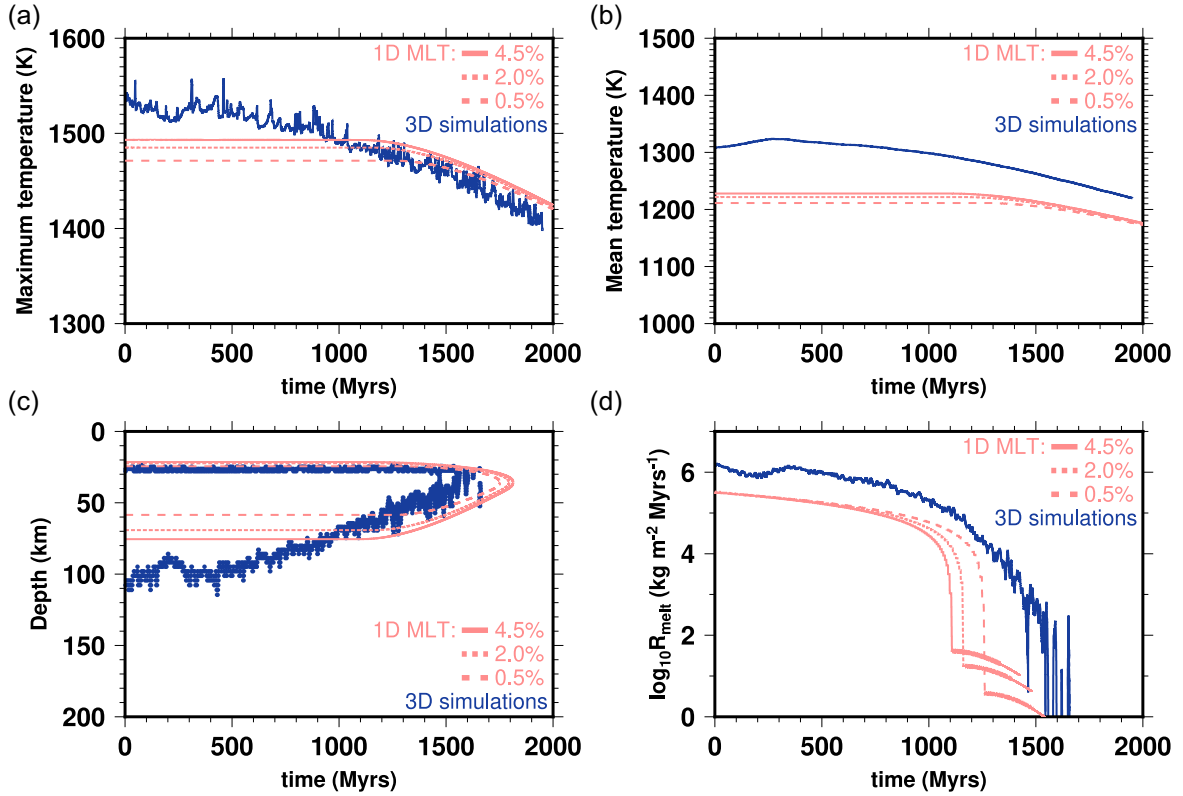 (a)
1600
1500
1400
1300
Maximum temperature (K)
1D MLT: 4.5%
2.0%
0.5%
3D simulations
0 500 1000 1500 2000
time (Myrs)
(b)
1500
1400
1300
1200
1100
1000
Mean temperature (K)
1D MLT: 4.5%
2.0%
0.5%
3D simulations
0 500 1000 1500 2000
time (Myrs)
(c)
0
50
100
150
200
Depth (km)
1D MLT: 4.5%
2.0%
0.5%
3D simulations
0 500 1000 1500 2000
time (Myrs)
(d)
6
4
2
0
log₁₀R_melt (kg m⁻² Myrs⁻¹)
1D MLT: 4.5%
2.0%
0.5%
3D simulations
0 500 1000 1500 2000
time (Myrs)